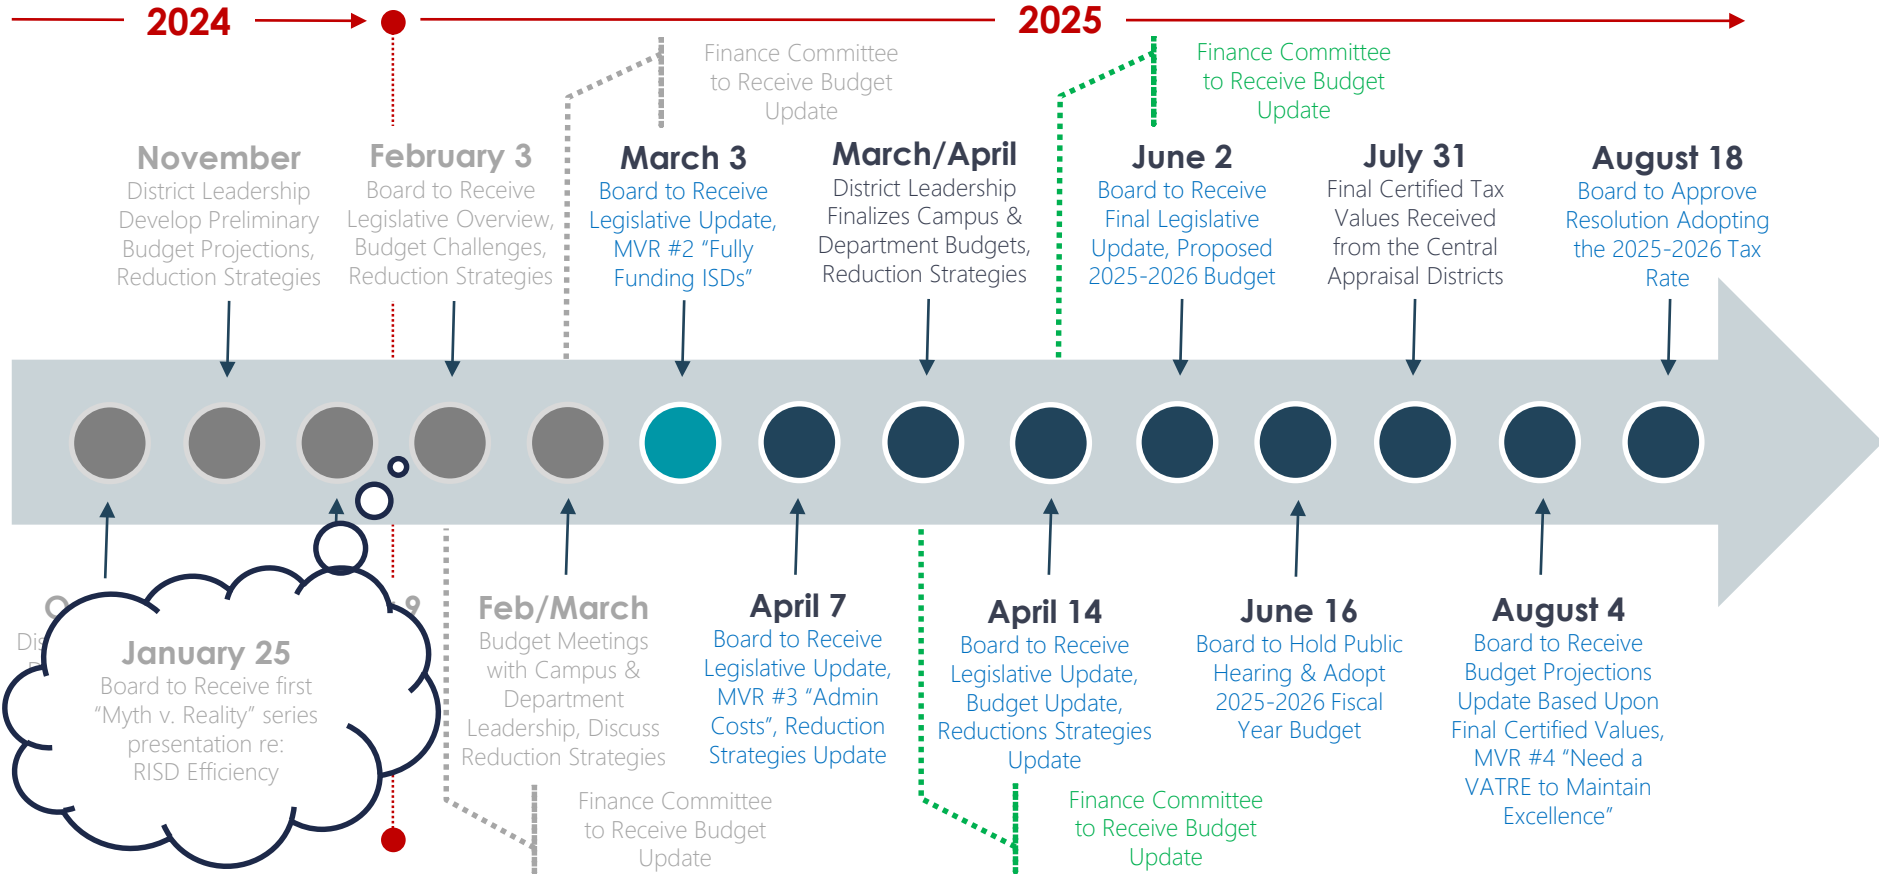 2024
2025
Finance Committee
to Receive Budget
Update
Finance Committee
to Receive Budget
Update
November
District Leadership
Develop Preliminary
Budget Projections,
Reduction Strategies
February 3
Board to Receive
Legislative Overview,
Budget Challenges,
Reduction Strategies
March 3
Board to Receive
Legislative Update,
MVR #2 “Fully
Funding ISDs”
March/April
District Leadership
Finalizes Campus &
Department Budgets,
Reduction Strategies
June 2
Board to Receive
Final Legislative
Update, Proposed
2025-2026 Budget
July 31
Final Certified Tax
Values Received
from the Central
Appraisal Districts
August 18
Board to Approve
Resolution Adopting
the 2025-2026 Tax
Rate
9
January 25
Board to Receive first
“Myth v. Reality” series
presentation re:
RISD Efficiency
Feb/March
Budget Meetings
with Campus &
Department
Leadership, Discuss
Reduction Strategies
April 7
Board to Receive
Legislative Update,
MVR #3 “Admin
Costs”, Reduction
Strategies Update
April 14
Board to Receive
Legislative Update,
Budget Update,
Reductions Strategies
Update
June 16
Board to Hold Public
Hearing & Adopt
2025-2026 Fiscal
Year Budget
August 4
Board to Receive
Budget Projections
Update Based Upon
Final Certified Values,
MVR #4 “Need a
VATRE to Maintain
Excellence”
Finance Committee
to Receive Budget
Update
Finance Committee
to Receive Budget
Update